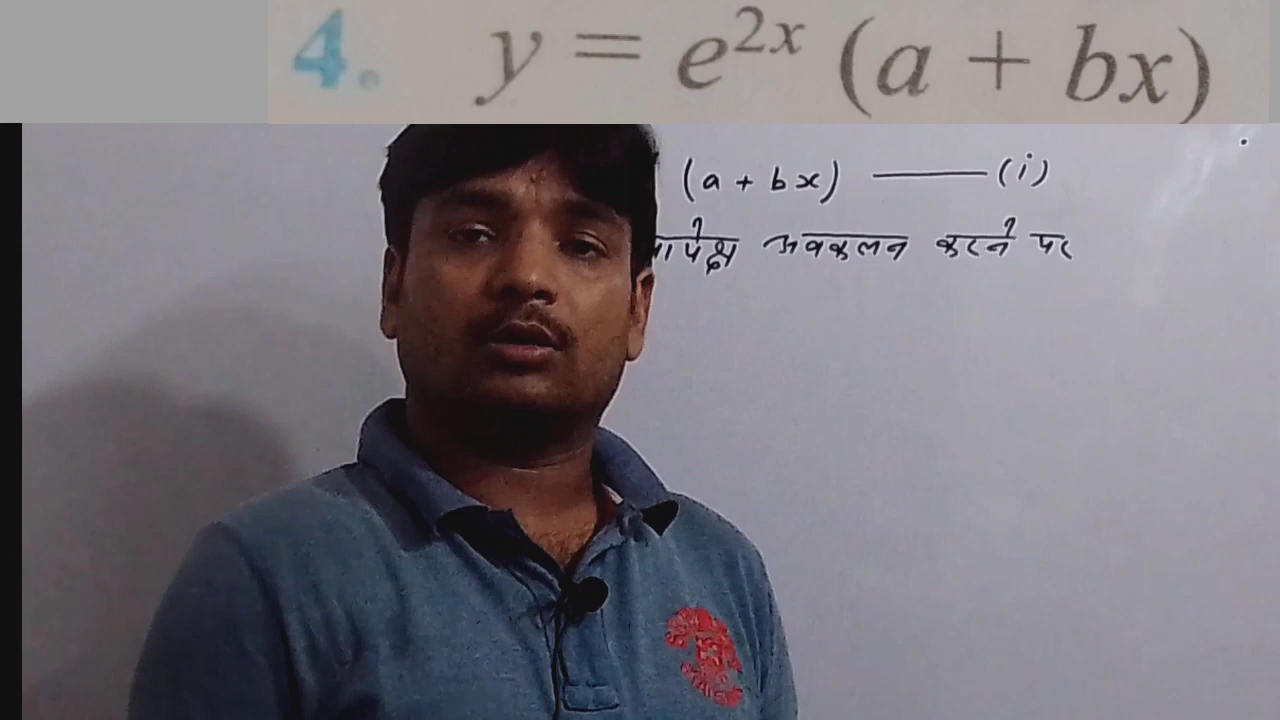 4. y = e^{2x} (a + bx)
(a + bx) —— (i)
अवकलन करने पर